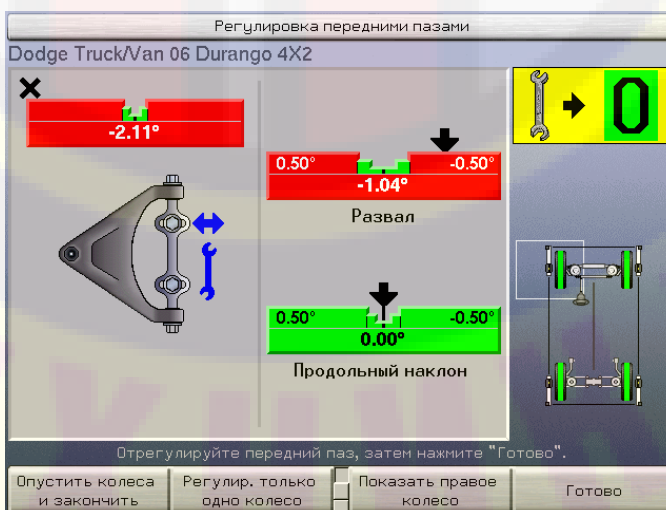 Регулировка передними пазами
Dodge Truck/Van 06 Durango 4X2
-2.11°
0
0.50° -0.50°
-1.04°
Развал
0.50° -0.50°
0.00°
Продольный наклон
Отрегулируйте передний паз, затем нажмите "Готово".
Опустить колеса
и закончить
Регулир. только
одно колесо
Показать правое
колесо
Готово